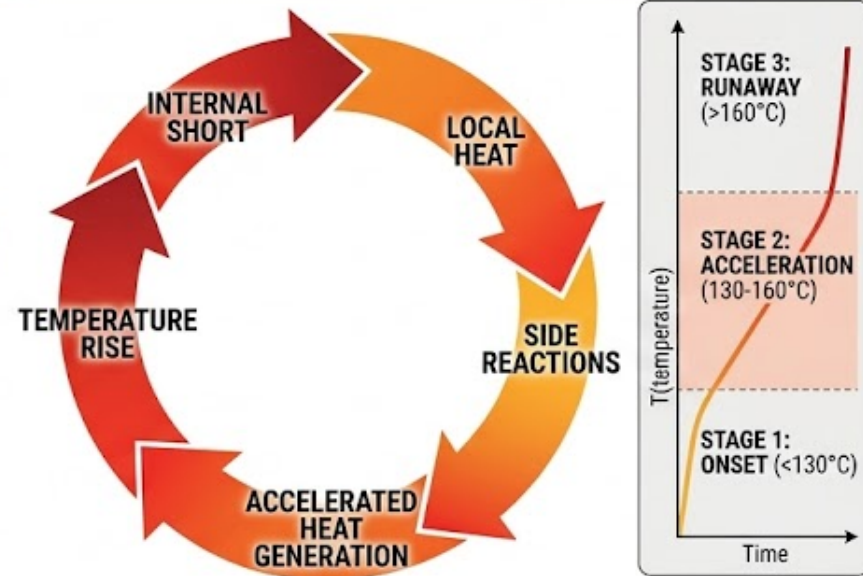 INTERNAL
SHORT
LOCAL
HEAT
SIDE
REACTIONS
ACCELERATED
HEAT
GENERATION
TEMPERATURE
RISE
STAGE 3:
RUNAWAY
(>160°C)
STAGE 2:
ACCELERATION
(130-160°C)
STAGE 1:
ONSET (<130°C)
T(temperature)
Time